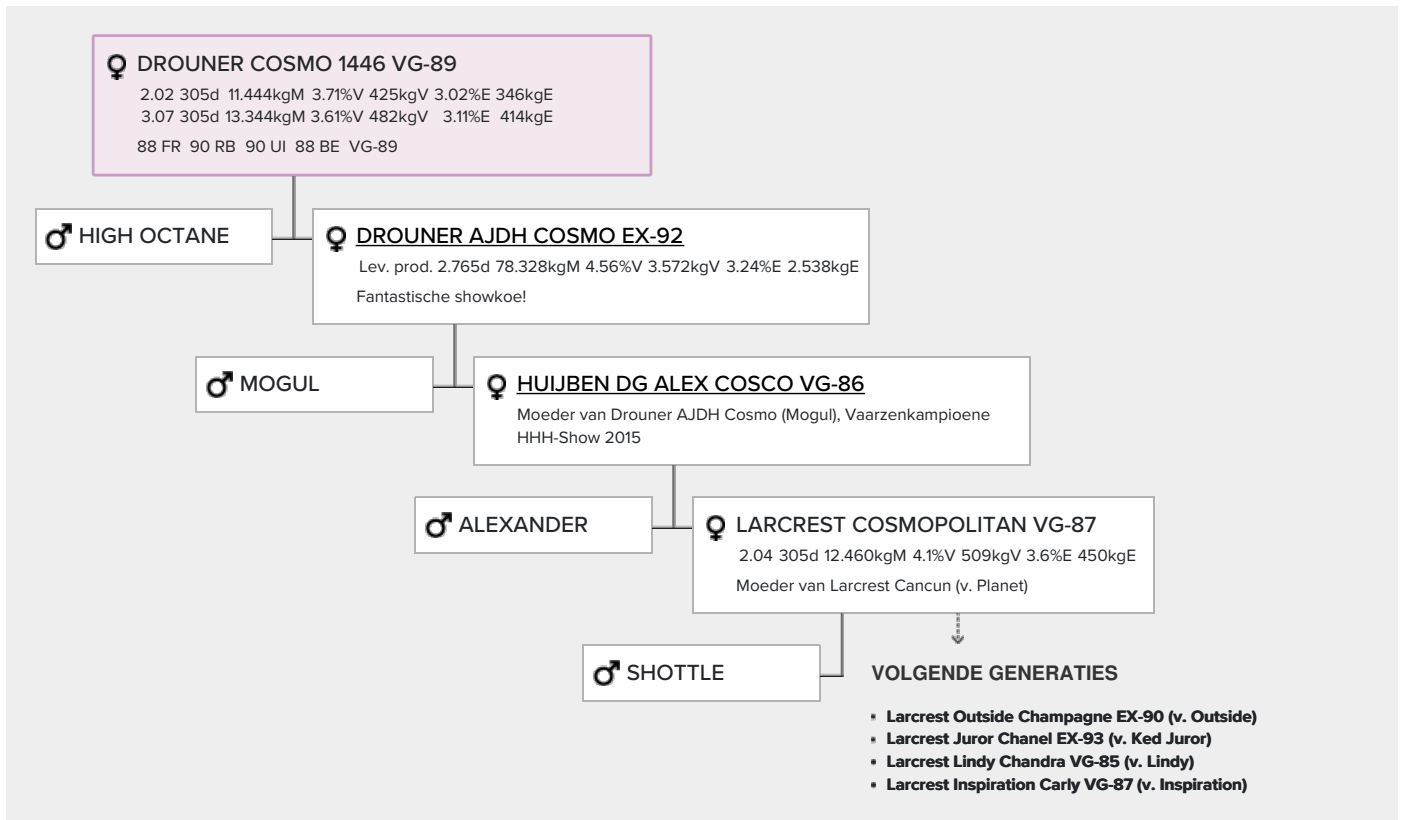 DROUNER COSMO 1446 VG-89
2.02 305d 11.444kgM 3.71%V 425kgV 3.02%E 346kgE
3.07 305d 13.344kgM 3.61%V 482kgV 3.11%E 414kgE
88 FR 90 RB 90 UI 88 BE VG-89
HIGH OCTANE
DROUNER AJDH COSMO EX-92
Lev. prod. 2.765d 78.328kgM 4.56%V 3.572kgV 3.24%E 2.538kgE
Fantastische showkoe!
MOGUL
HUIJBEN DG ALEX COSCO VG-86
Moeder van Drouner AJDH Cosmo (Mogul), Vaarzenkampioene
HHH-Show 2015
ALEXANDER
LARCREST COSMOPOLITAN VG-87
2.04 305d 12.460kgM 4.1%V 509kgV 3.6%E 450kgE
Moeder van Larcrest Cancun (v. Planet)
SHOTTLE
VOLGENDE GENERATIES
Larcrest Outside Champagne EX-90 (v. Outside)
Larcrest Juror Chanel EX-93 (v. Ked Juror)
Larcrest Lindy Chandra VG-85 (v. Lindy)
Larcrest Inspiration Carly VG-87 (v. Inspiration)